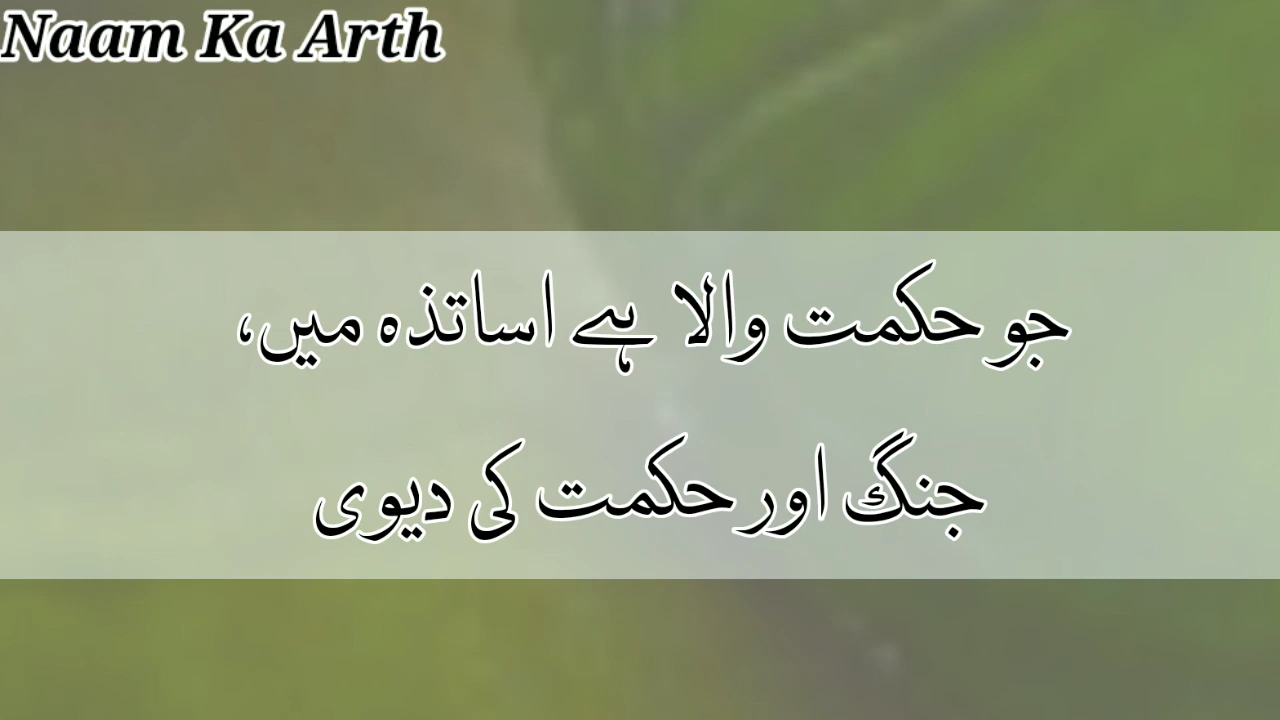 Naam Ka Arth
جو حکمت والا ہے اساتذہ میں،
جنگ اور حکمت کی دیوی